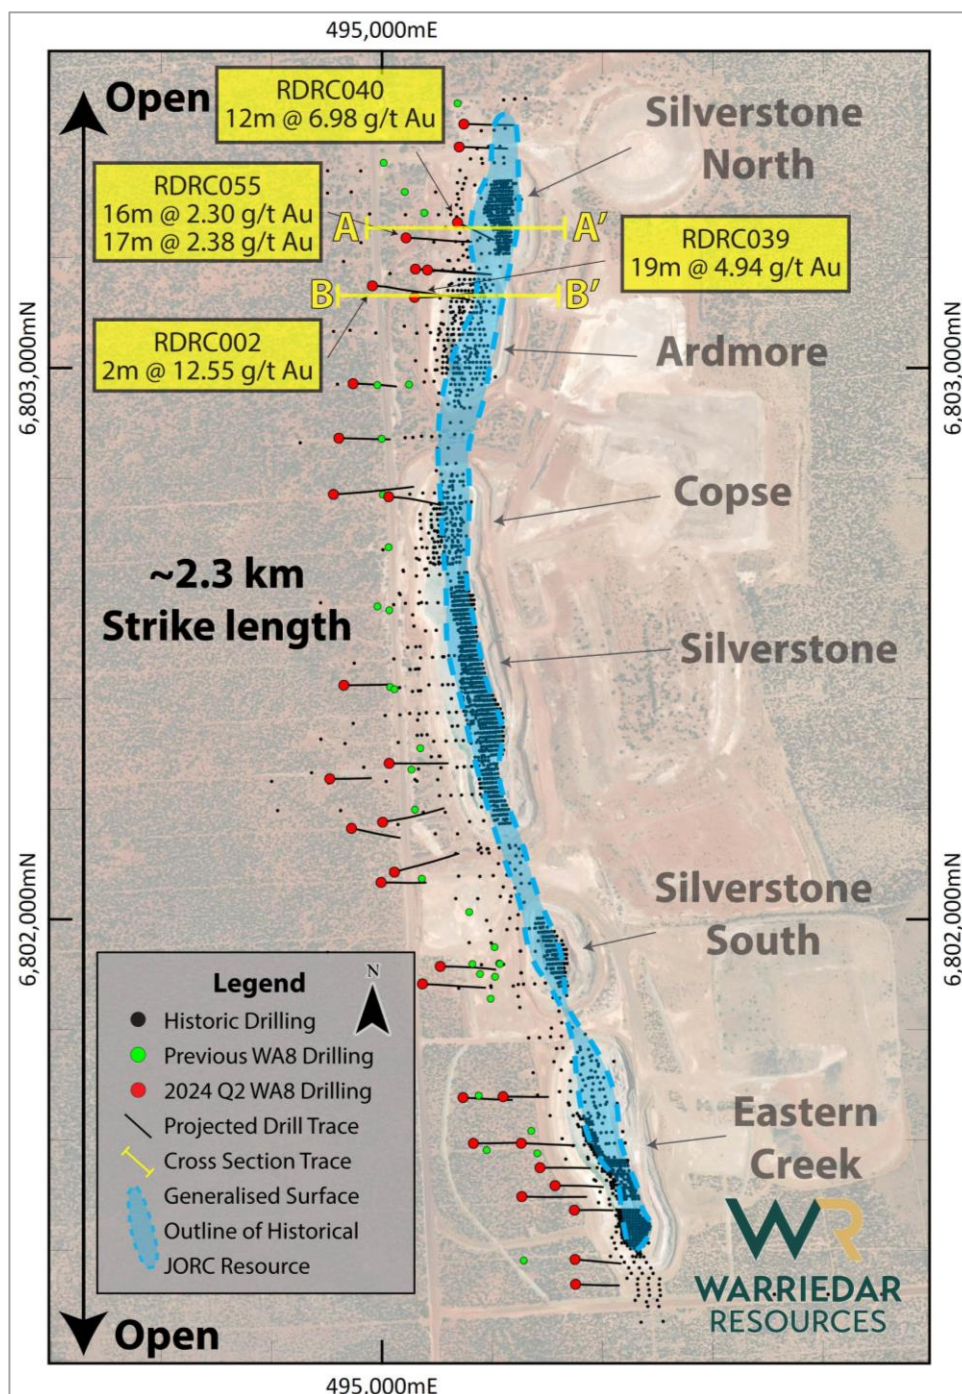 495,000mE
Open
RDRC040
12m @ 6.98 g/t Au
Silverstone
North
RDRC055
16m @ 2.30 g/t Au
17m @ 2.38 g/t Au
A
A′
RDRC039
19m @ 4.94 g/t Au
B
B′
RDRC002
2m @ 12.55 g/t Au
Ardmore
6,803,000mN
6,803,000mN
Copse
~2.3 km
Strike length
Silverstone
Silverstone
South
6,802,000mN
6,802,000mN
Legend
N
Historic Drilling
Previous WA8 Drilling
2024 Q2 WA8 Drilling
Projected Drill Trace
Cross Section Trace
Generalised Surface
Outline of Historical
JORC Resource
Eastern
Creek
WR
WARRIEDAR
RESOURCES
Open
495,000mE